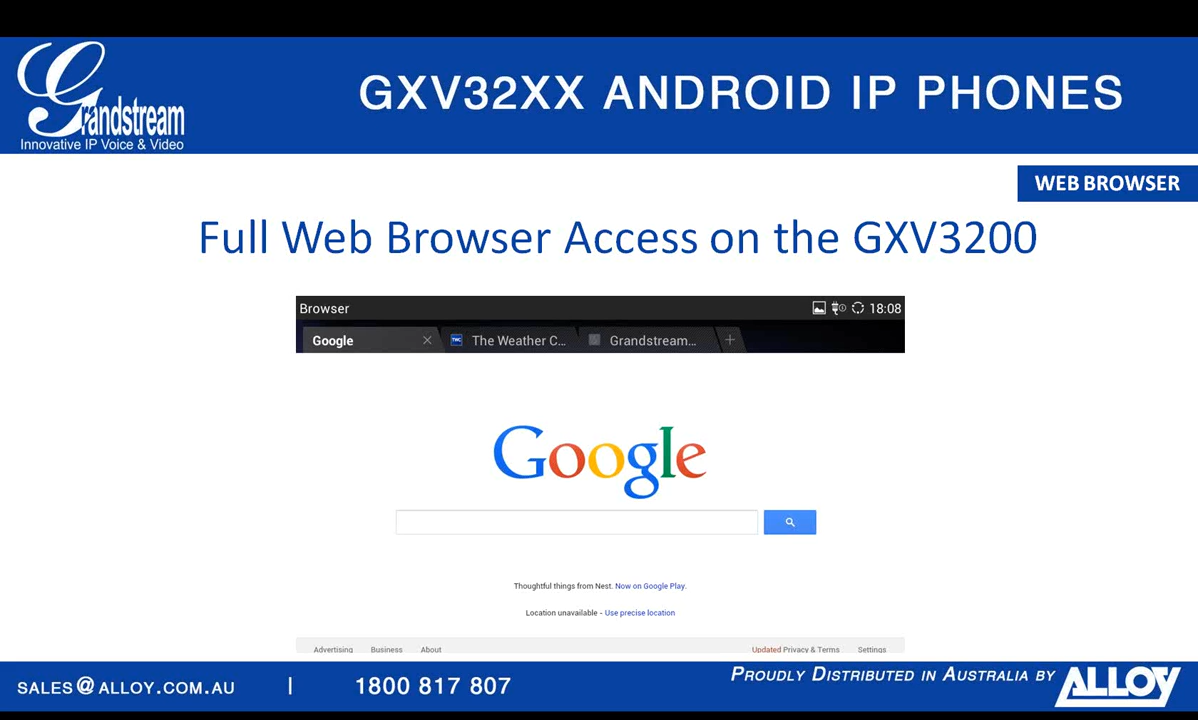 Grandstream
Innovative IP Voice & Video
GXV32XX ANDROID IP PHONES
WEB BROWSER
Full Web Browser Access on the GXV3200
Browser 18:08
Google The Weather C... Grandstream...
Google
Thoughtful things from Nest. Now on Google Play.
Location unavailable - Use precise location
Advertising Business About Updated Privacy & Terms Settings
SALES@ALLOY.COM.AU | 1800 817 807 PROUDLY DISTRIBUTED IN AUSTRALIA BY ALLOY